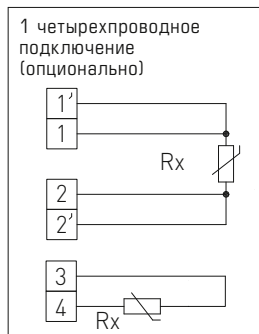 1 четырехпроводное
подключение
(опционально)
1′
1
Rx
2
2′
3
4
Rx